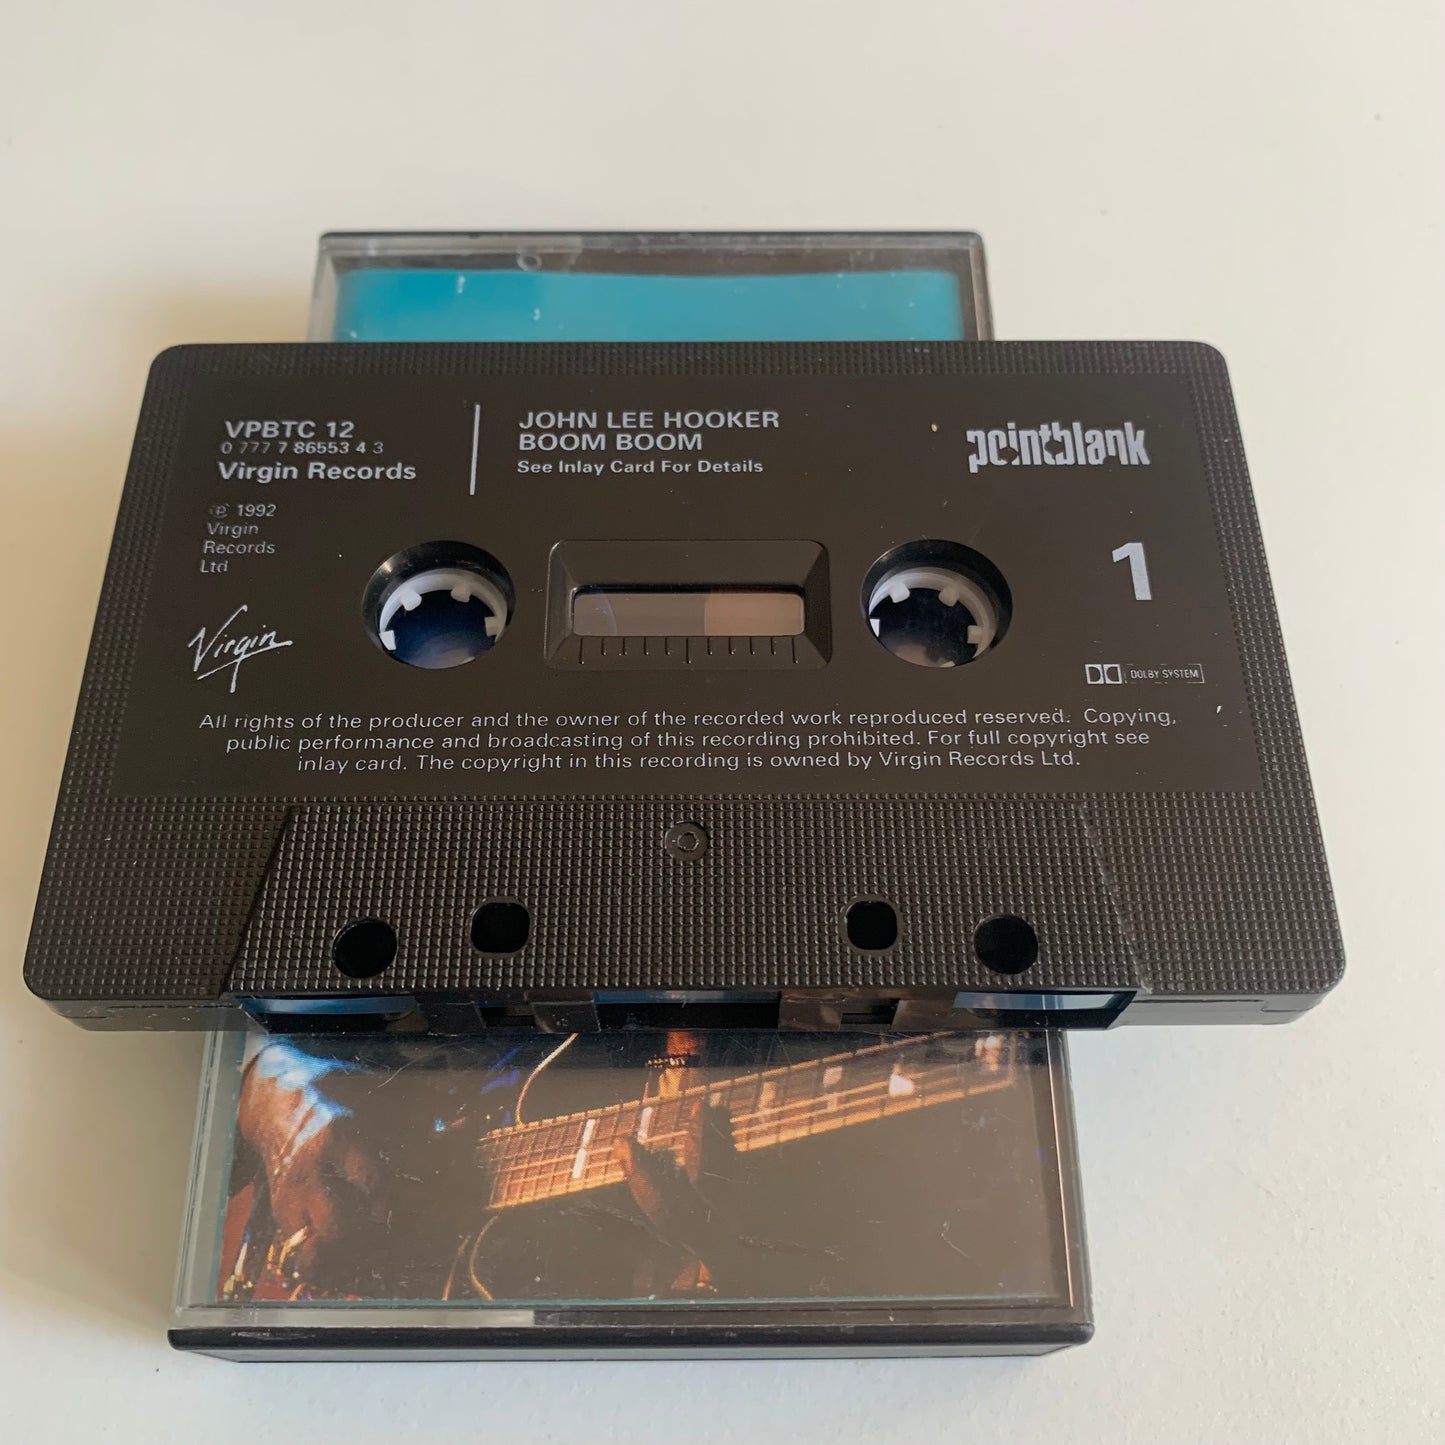 VPBTC 12
0 777 7 86553 4 3
Virgin Records
JOHN LEE HOOKER
BOOM BOOM
See Inlay Card For Details
pointblank
℗ 1992
Virgin
Records
Ltd
1
Virgin
DOLBY SYSTEM
All rights of the producer and the owner of the recorded work reproduced reserved. Copying,
public performance and broadcasting of this recording prohibited. For full copyright see
inlay card. The copyright in this recording is owned by Virgin Records Ltd.